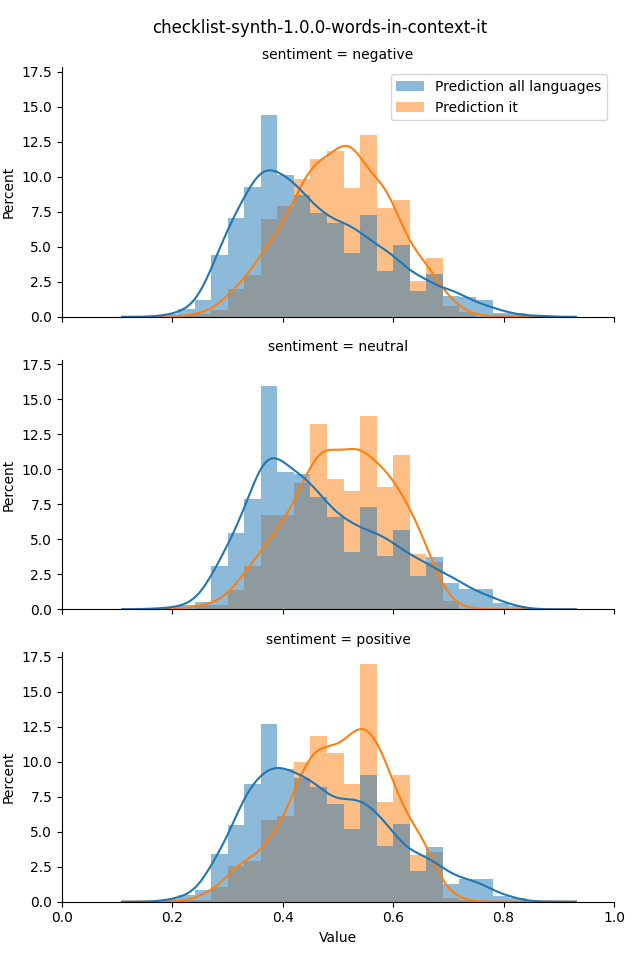 checklist-synth-1.0.0-words-in-context-it
sentiment = negative
17.5
15.0
12.5
10.0
7.5
5.0
2.5
0.0
Percent
Prediction all languages
Prediction it
sentiment = neutral
17.5
15.0
12.5
10.0
7.5
5.0
2.5
0.0
Percent
sentiment = positive
17.5
15.0
12.5
10.0
7.5
5.0
2.5
0.0
Percent
0.0 0.2 0.4 0.6 0.8 1.0
Value